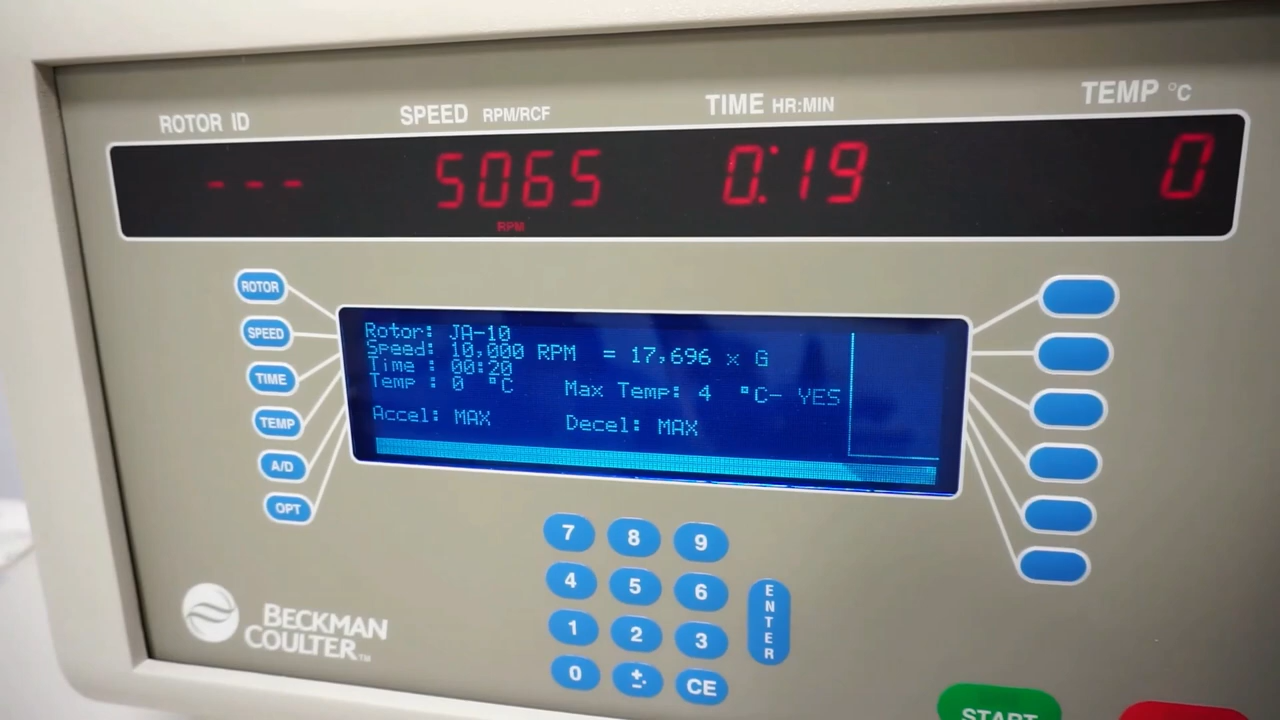 ROTOR ID SPEED RPM/RCF TIME HR:MIN TEMP °C
--- 5065 0:19 0
RPM
ROTOR
SPEED
TIME
TEMP
A/D
OPT
Rotor: JA-10
Speed: 10,000 RPM = 17,696 x G
Time : 00:20
Temp : 0 °C Max Temp: 4 °C- YES
Accel: MAX Decel: MAX
7 8 9
4 5 6
1 2 3
0 +.- CE
ENTER
BECKMAN
COULTER™
START